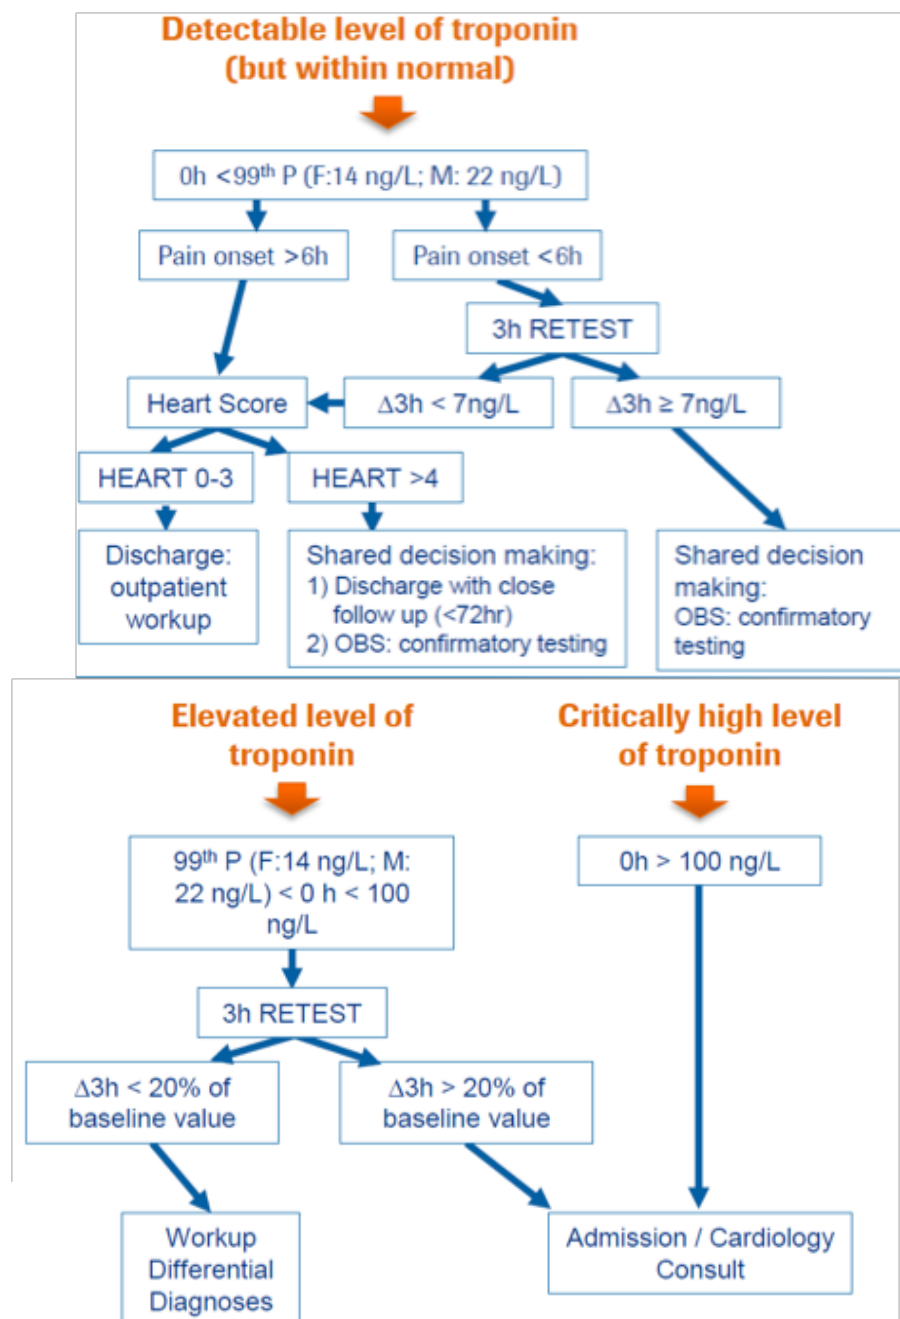 Detectable level of troponin
(but within normal)
0h <99th P (F:14 ng/L; M: 22 ng/L)
Pain onset >6h
Pain onset <6h
3h RETEST
Heart Score
Δ3h < 7ng/L
Δ3h ≥ 7ng/L
HEART 0-3
HEART >4
Discharge:
outpatient
workup
Shared decision making:
1) Discharge with close
follow up (<72hr)
2) OBS: confirmatory testing
Shared decision
making:
OBS: confirmatory
testing
Elevated level of
troponin
Critically high level
of troponin
99th P (F:14 ng/L; M:
22 ng/L) < 0 h < 100
ng/L
0h > 100 ng/L
3h RETEST
Δ3h < 20% of
baseline value
Δ3h > 20% of
baseline value
Workup
Differential
Diagnoses
Admission / Cardiology
Consult